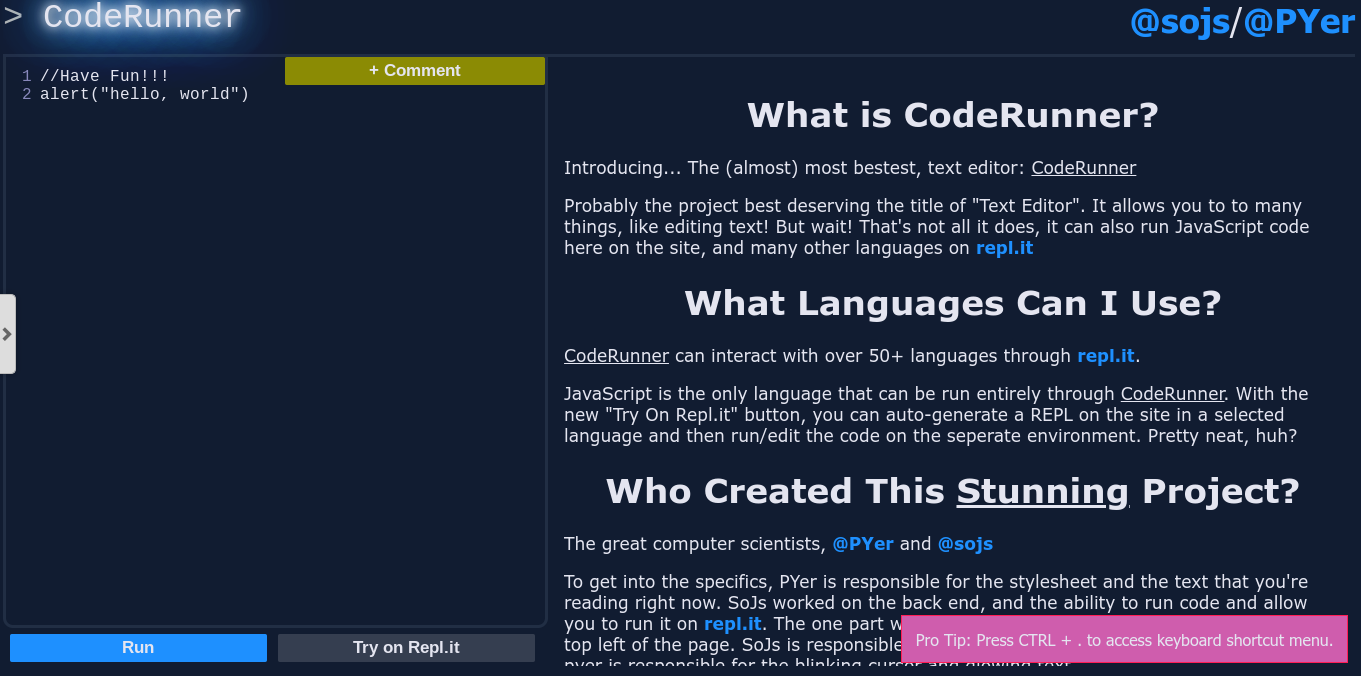 > CodeRunner
@sojs/@PYer
1 //Have Fun!!!
2 alert("hello, world")
+ Comment
Run
Try on Repl.it
What is CodeRunner?
Introducing... The (almost) most bestest, text editor: CodeRunner
Probably the project best deserving the title of "Text Editor". It allows you to to many
things, like editing text! But wait! That's not all it does, it can also run JavaScript code
here on the site, and many other languages on repl.it
What Languages Can I Use?
CodeRunner can interact with over 50+ languages through repl.it.
JavaScript is the only language that can be run entirely through CodeRunner. With the
new "Try On Repl.it" button, you can auto-generate a REPL on the site in a selected
language and then run/edit the code on the seperate environment. Pretty neat, huh?
Who Created This Stunning Project?
The great computer scientists, @PYer and @sojs
To get into the specifics, PYer is responsible for the stylesheet and the text that you're
reading right now. SoJs worked on the back end, and the ability to run code and allow
you to run it on repl.it. The one part
top left of the page. SoJs is responsible
pyer is responsible for the blinking cursor and glowing text
Pro Tip: Press CTRL + . to access keyboard shortcut menu.